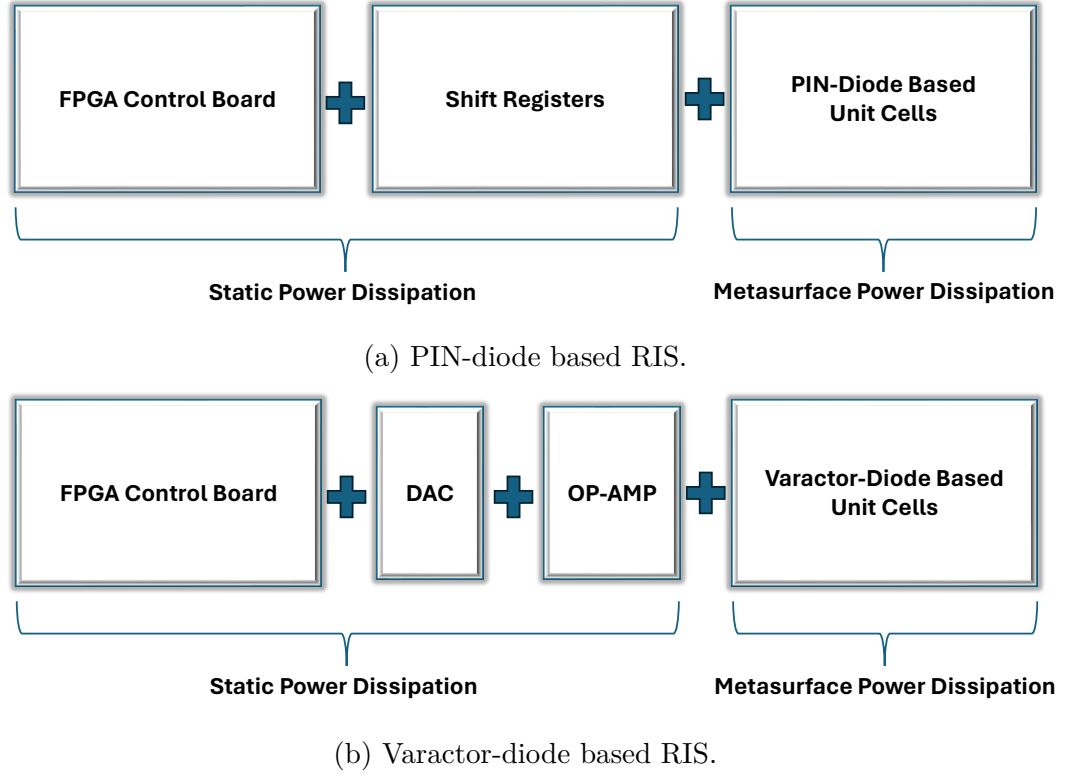 FPGA Control Board
Shift Registers
PIN-Diode Based
Unit Cells
Static Power Dissipation
Metasurface Power Dissipation
(a) PIN-diode based RIS.
FPGA Control Board
DAC
OP-AMP
Varactor-Diode Based
Unit Cells
Static Power Dissipation
Metasurface Power Dissipation
(b) Varactor-diode based RIS.